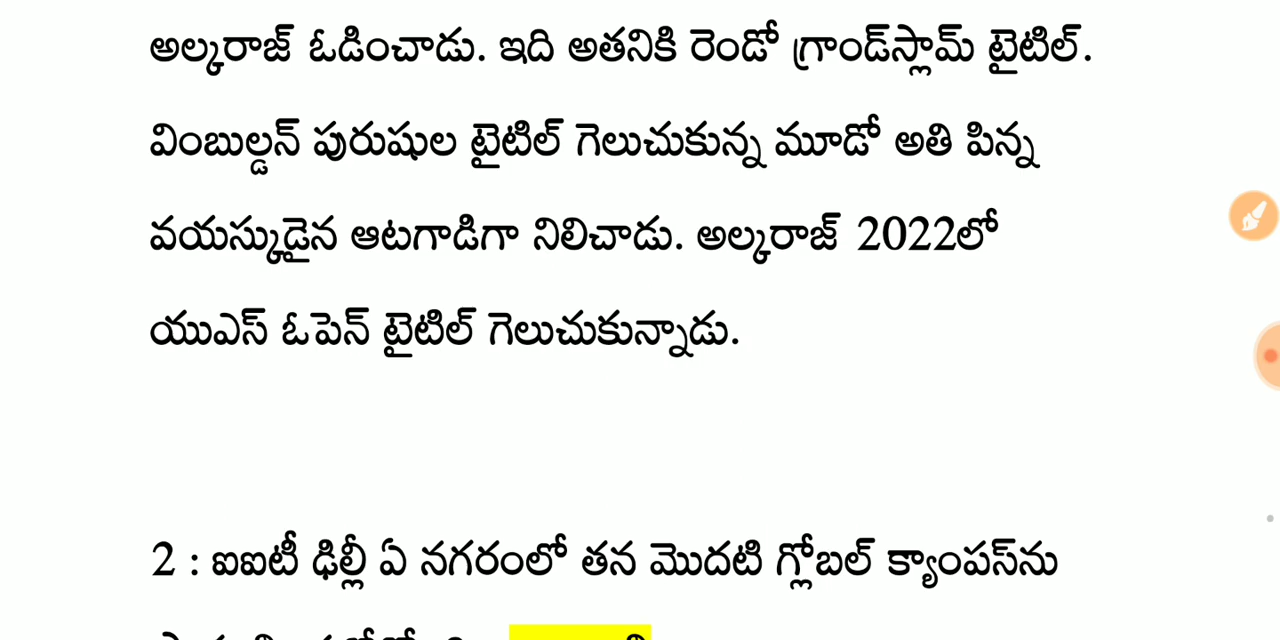 అల్కరాజ్ ఓడించాడు. ఇది అతనికి రెండో గ్రాండ్‌స్లామ్ టైటిల్.
వింబుల్డన్ పురుషుల టైటిల్ గెలుచుకున్న మూడో అతి పిన్న
వయస్కుడైన ఆటగాడిగా నిలిచాడు. అల్కరాజ్ 2022లో
యుఎస్ ఓపెన్ టైటిల్ గెలుచుకున్నాడు.
2 : ఐఐటీ ఢిల్లీ ఏ నగరంలో తన మొదటి గ్లోబల్ క్యాంపస్‌ను